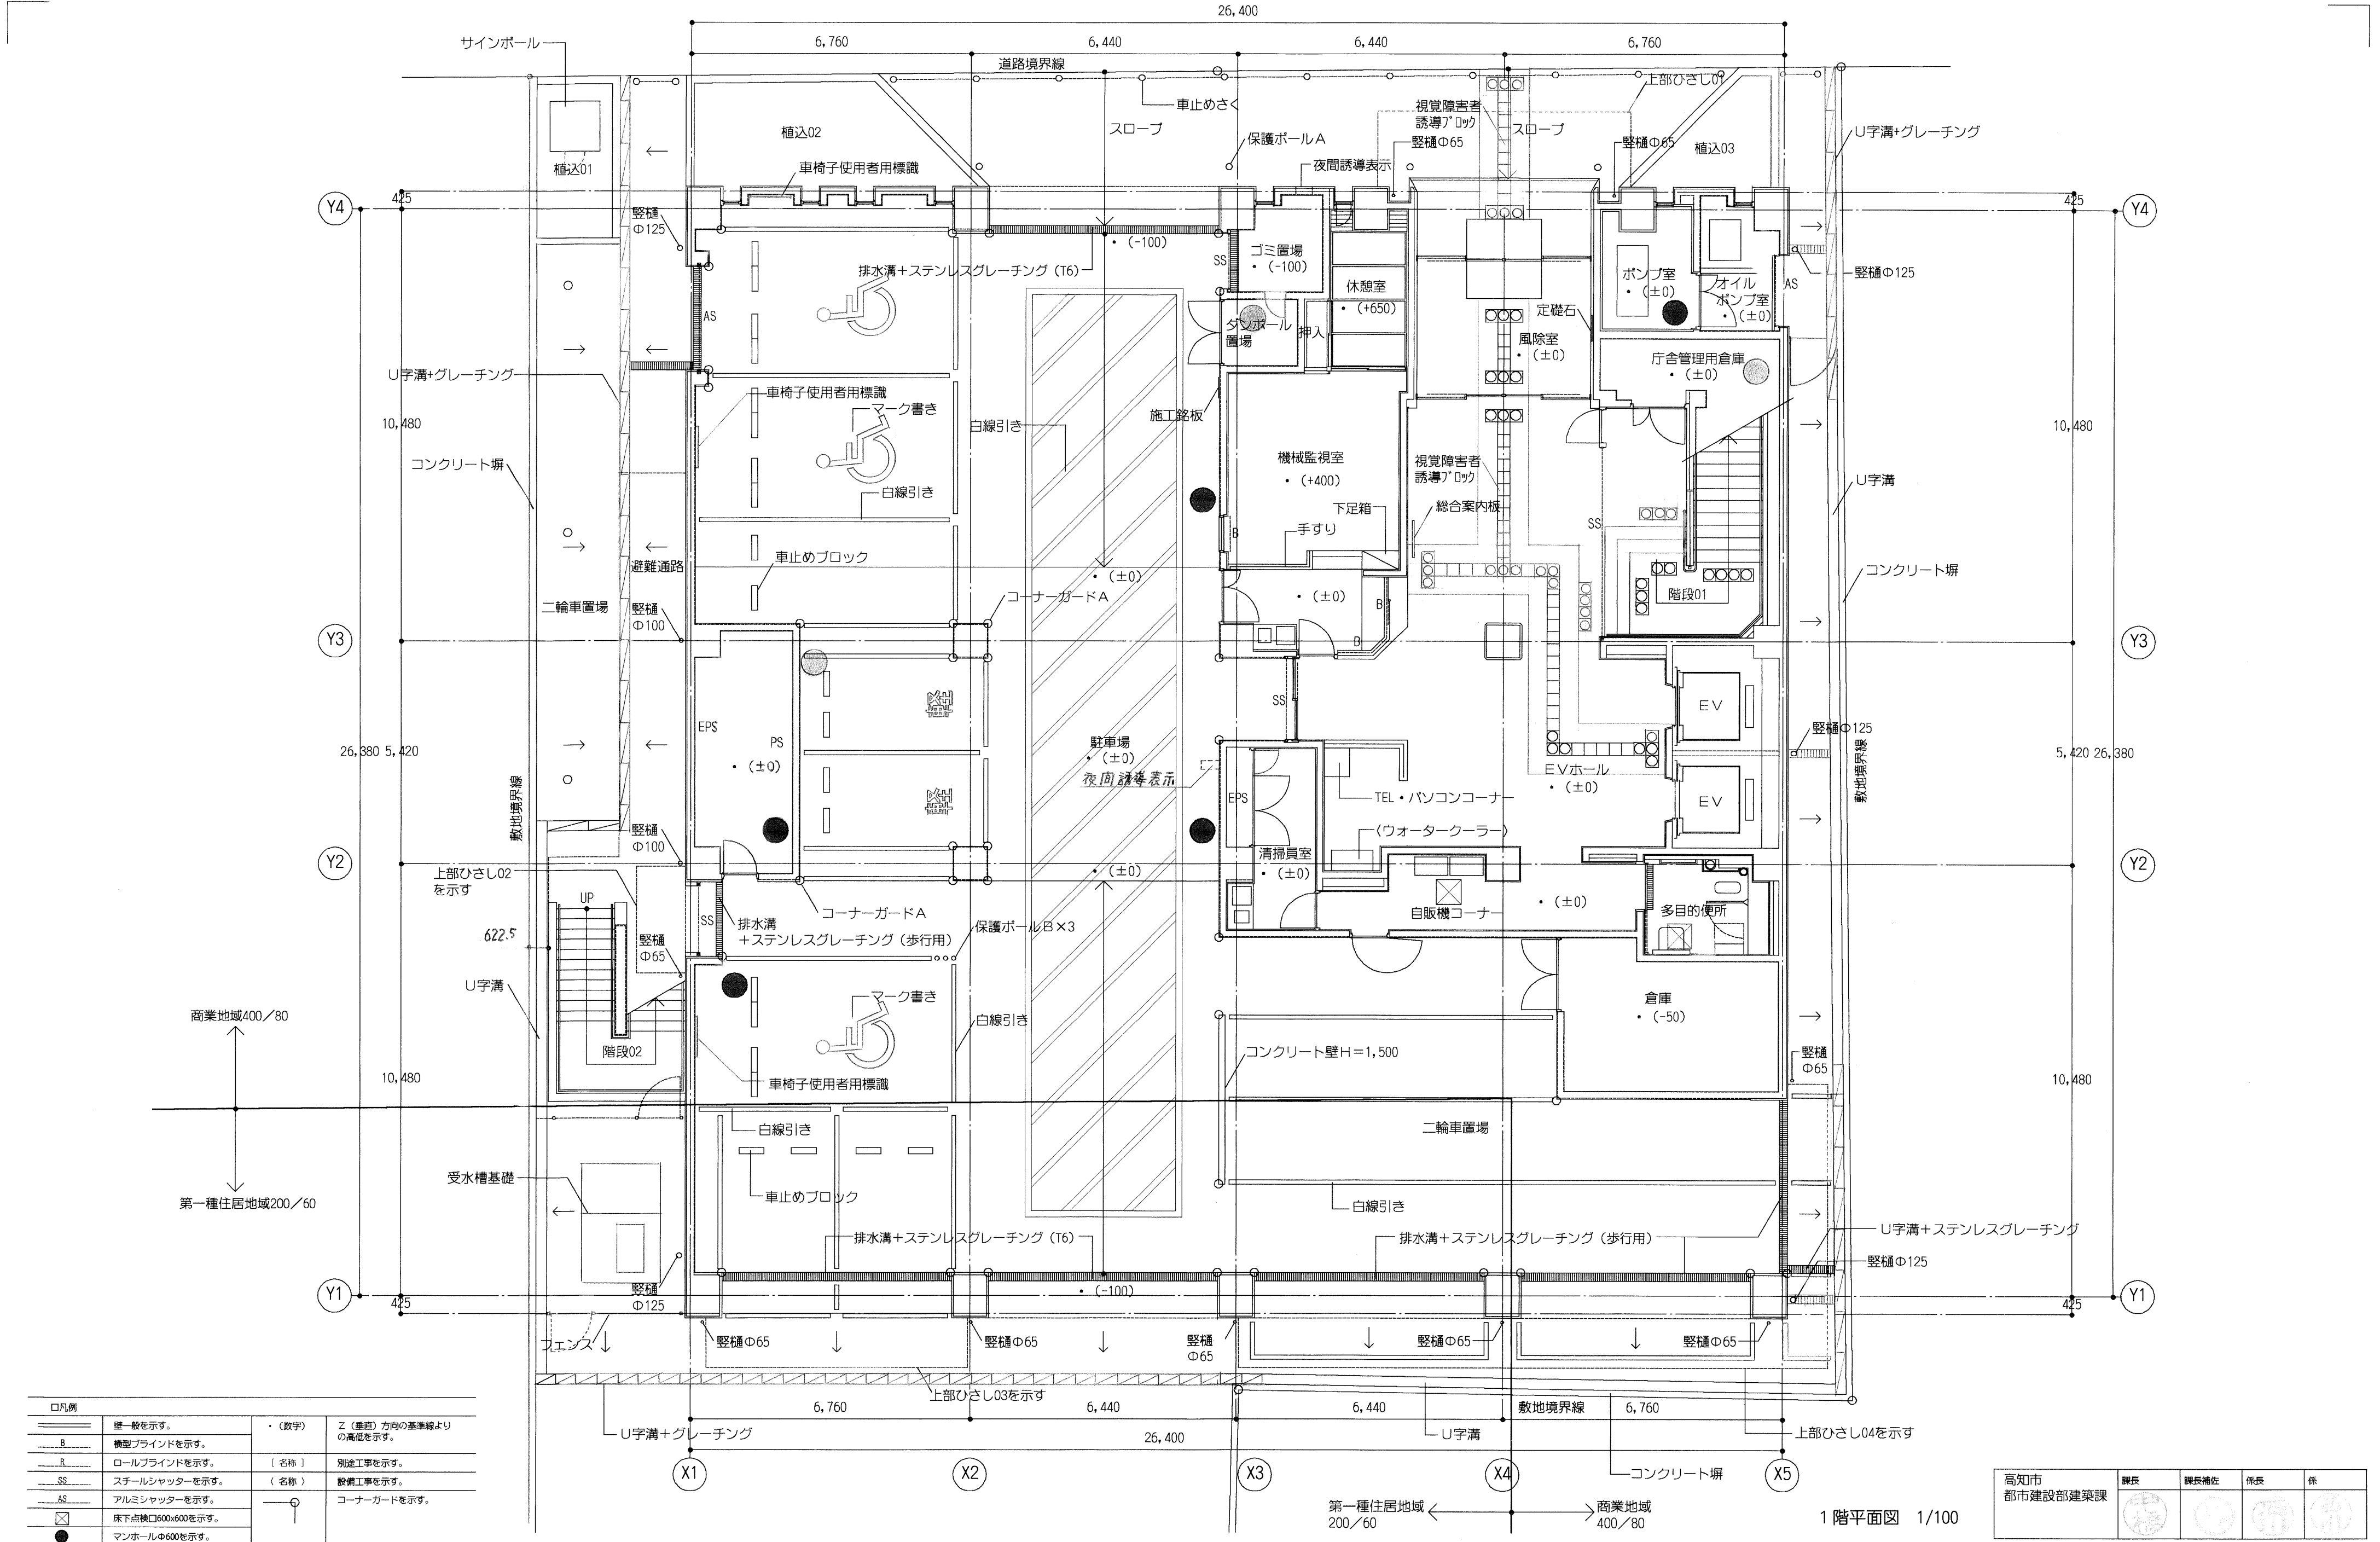 26,400
6,760
6,440
6,440
6,760
サインポール
道路境界線
上部ひさし01
車止めさく
視覚障害者
誘導ブロック
スロープ
スロープ
植込02
植込01
保護ポールA
竪樋Φ65
竪樋Φ65
植込03
U字溝+グレーチング
車椅子使用者用標識
夜間誘導表示
425
425
Y4
Y4
竪樋
Φ125
・(-100)
排水溝+ステンレスグレーチング(T6)
SS
ゴミ置場
・(-100)
休憩室
・(+650)
ポンプ室
・(±0)
オイル
ポンプ室
・(±0)
AS
竪樋Φ125
AS
ダンボール
置場
押入
定礎石
風除室
・(±0)
庁舎管理用倉庫
・(±0)
U字溝+グレーチング
車椅子使用者用標識
マーク書き
白線引き
施工銘板
10,480
10,480
コンクリート塀
機械監視室
・(+400)
視覚障害者
誘導ブロック
U字溝
白線引き
下足箱
総合案内板
手すり
B
SS
車止めブロック
避難通路
・(±0)
コンクリート塀
二輪車置場
竪樋
Φ100
コーナーガードA
・(±0)
B
B
階段01
Y3
Y3
EPS
PS
・(±0)
軽
軽
SS
EV
EV
26,380
5,420
5,420
26,380
駐車場
・(±0)
夜間誘導表示
竪樋Φ125
敷地境界線
敷地境界線
EVホール
・(±0)
EPS
TEL・パソコンコーナー
(ウォータークーラー)
竪樋
Φ100
清掃員室
・(±0)
Y2
Y2
上部ひさし02
を示す
・(±0)
UP
622.5
SS
排水溝
+ステンレスグレーチング(歩行用)
コーナーガードA
保護ポールB×3
自販機コーナー
・(±0)
多目的便所
竪樋
Φ65
U字溝
マーク書き
白線引き
倉庫
・(-50)
商業地域400/80
階段02
コンクリート壁H=1,500
竪樋
Φ65
10,480
10,480
車椅子使用者用標識
白線引き
二輪車置場
受水槽基礎
第一種住居地域200/60
車止めブロック
白線引き
排水溝+ステンレスグレーチング(T6)
排水溝+ステンレスグレーチング(歩行用)
U字溝+ステンレスグレーチング
竪樋Φ125
竪樋
Φ125
・(-100)
Y1
Y1
425
425
フェンス
竪樋Φ65
竪樋Φ65
竪樋
Φ65
竪樋Φ65
竪樋Φ65
上部ひさし03を示す
6,760
6,440
6,440
敷地境界線
6,760
U字溝+グレーチング
26,400
U字溝
上部ひさし04を示す
X1
X2
X3
X4
X5
コンクリート塀
第一種住居地域
200/60
商業地域
400/80
1階平面図 1/100
口凡例
壁一般を示す。
・(数字)
Z(垂直)方向の基準線より
の高低を示す。
B
横型ブラインドを示す。
R
ロールブラインドを示す。
[名称]
別途工事を示す。
SS
スチールシャッターを示す。
(名称)
設備工事を示す。
AS
アルミシャッターを示す。
コーナーガードを示す。
床下点検口600x600を示す。
マンホールΦ600を示す。
高知市
都市建設部建築課
課長
課長補佐
係長
係